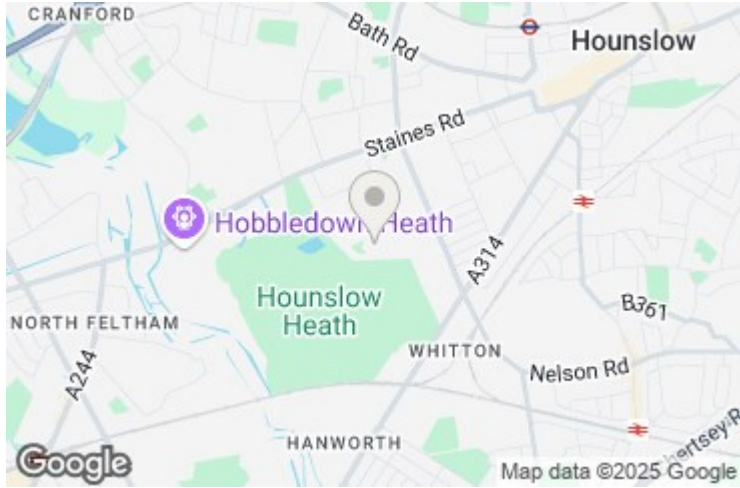 CRANFORD
Bath Rd
Hounslow
Staines Rd
Hobbledown Heath
A314
Hounslow
Heath
B361
NORTH FELTHAM
A244
WHITTON
Nelson Rd
HANWORTH
hertsey R
Google
Map data ©2025 Google